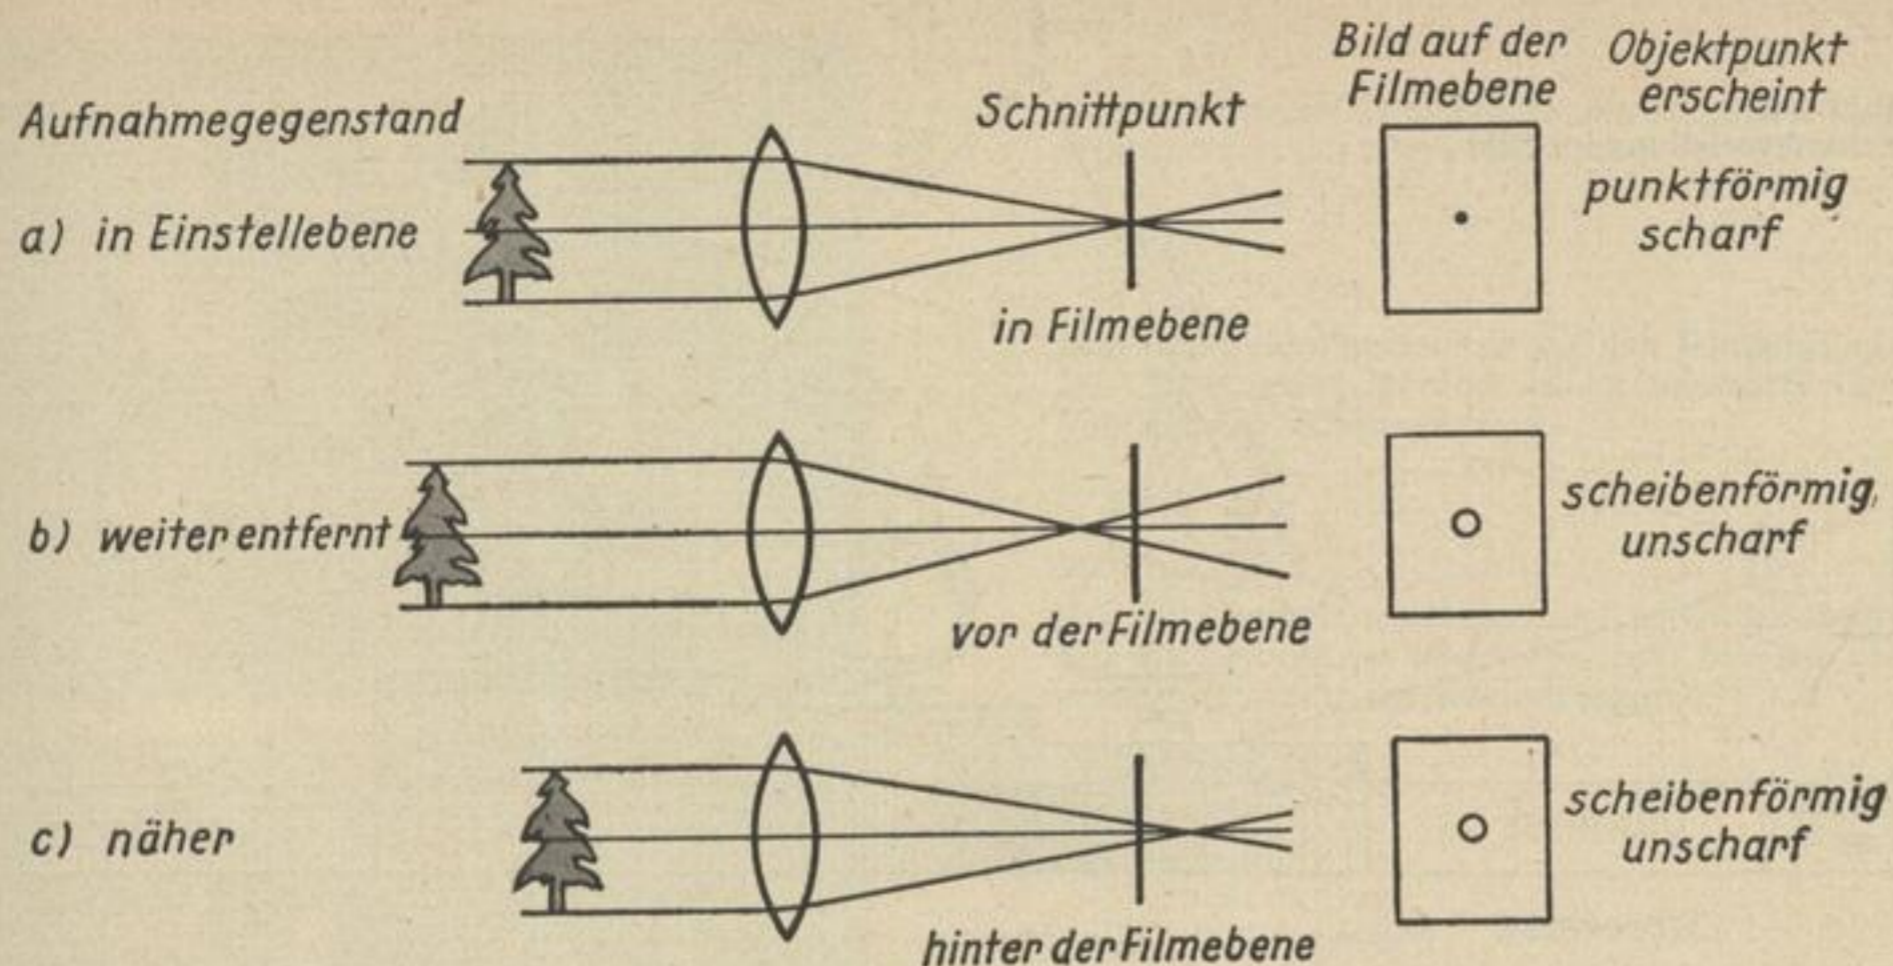 Bild auf der
Filmebene
Objektpunkt
erscheint
Aufnahmegegenstand
Schnittpunkt
a) in Einstellebene
punktförmig
scharf
in Filmebene
b) weiter entfernt
scheibenförmig
unscharf
vor der Filmebene
c) näher
scheibenförmig
unscharf
hinter der Filmebene